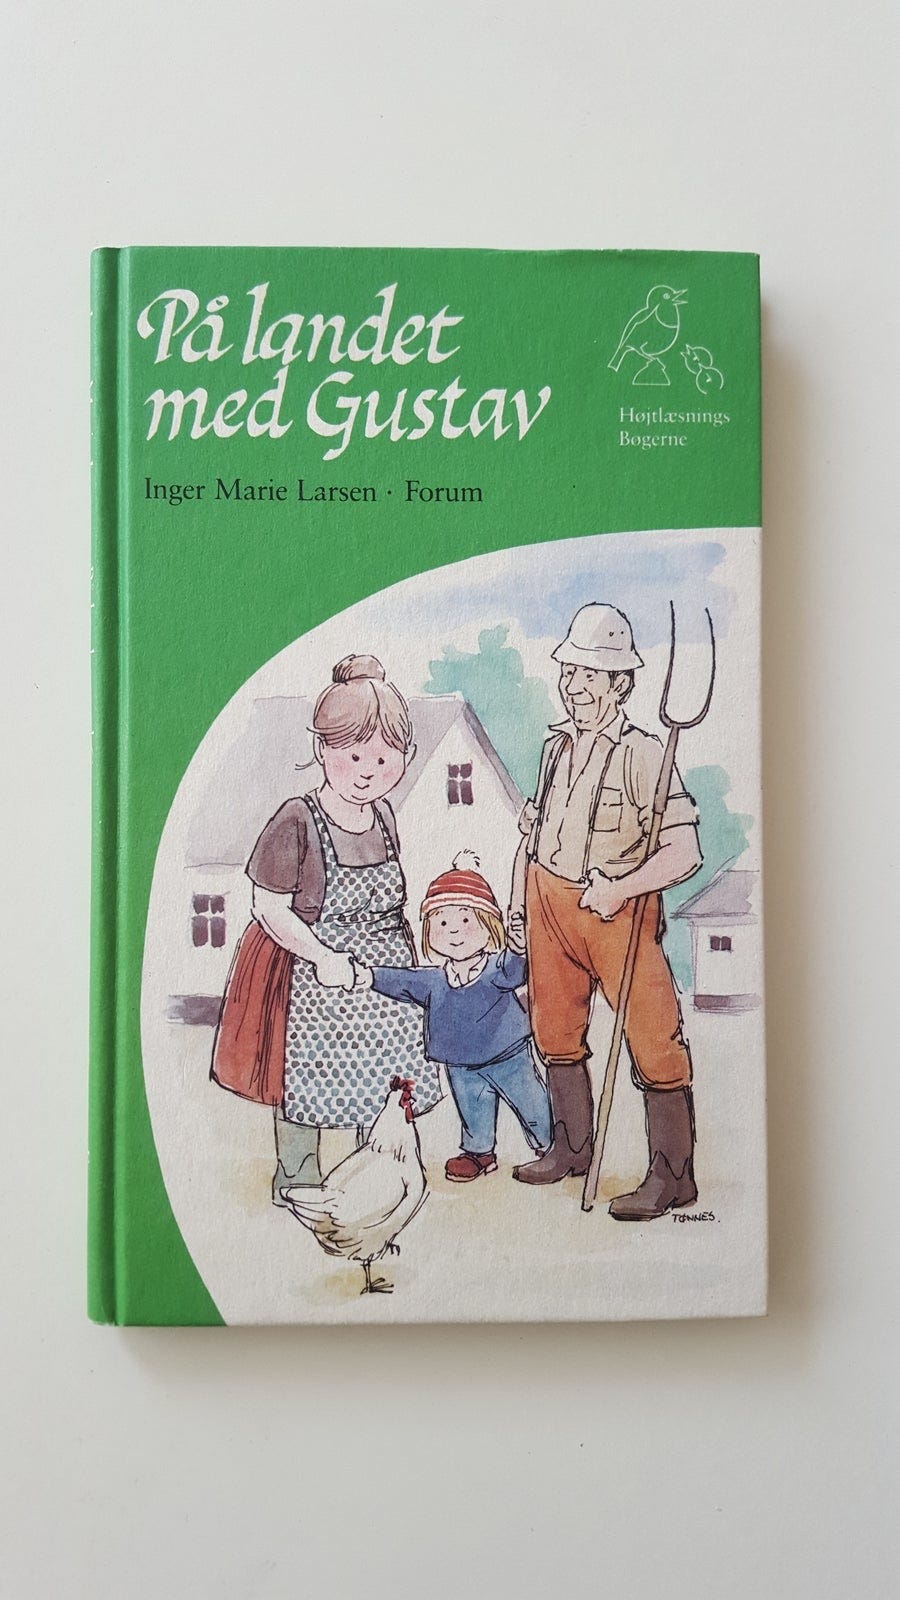 På landet
med Gustav
Inger Marie Larsen · Forum
Højtlæsnings
Bøgerne
TØNNES.